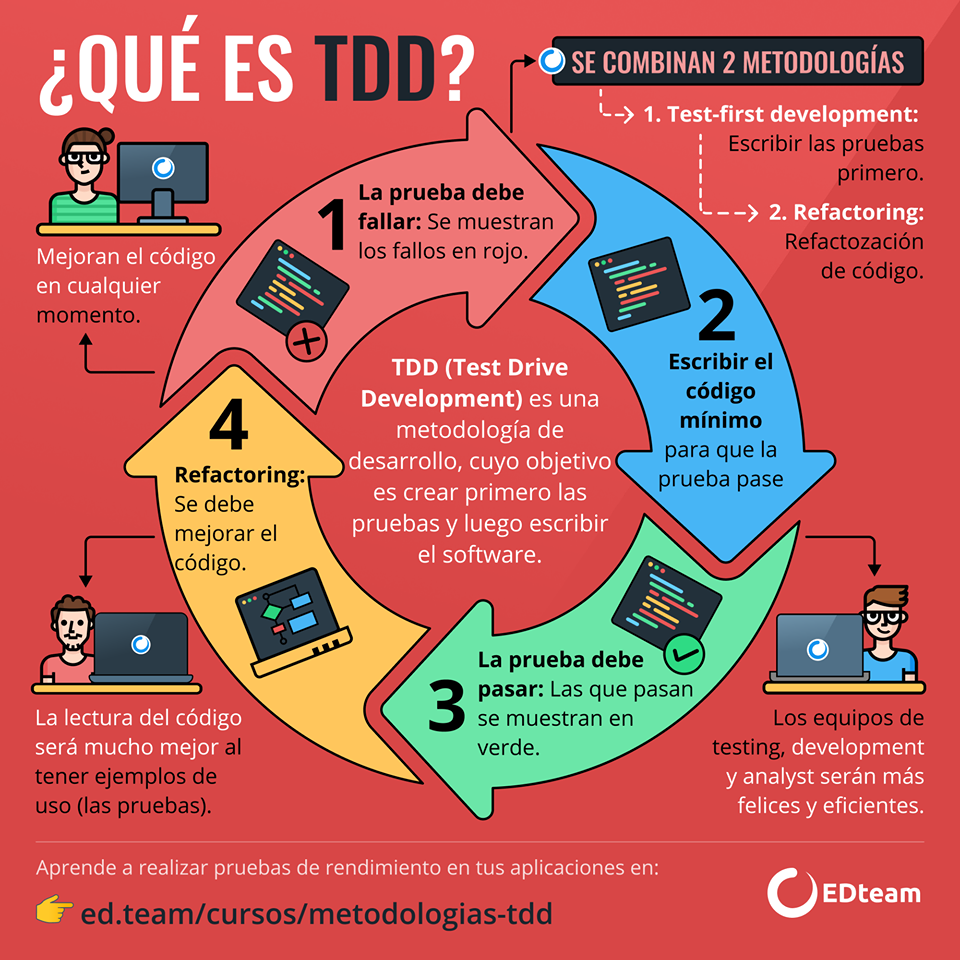 ¿QUÉ ES TDD?
SE COMBINAN 2 METODOLOGÍAS
1. Test-first development:
Escribir las pruebas
primero.
2. Refactoring:
Refactozación
de código.
Mejoran el código
en cualquier
momento.
1
La prueba debe
fallar: Se muestran
los fallos en rojo.
2
Escribir el
código
mínimo
para que la
prueba pase
TDD (Test Drive
Development) es una
metodología de
desarrollo, cuyo objetivo
es crear primero las
pruebas y luego escribir
el software.
4
Refactoring:
Se debe
mejorar el
código.
3
La prueba debe
pasar: Las que pasan
se muestran en
verde.
La lectura del código
será mucho mejor al
tener ejemplos de
uso (las pruebas).
Los equipos de
testing, development
y analyst serán más
felices y eficientes.
Aprende a realizar pruebas de rendimiento en tus aplicaciones en:
ed.team/cursos/metodologias-tdd
EDteam